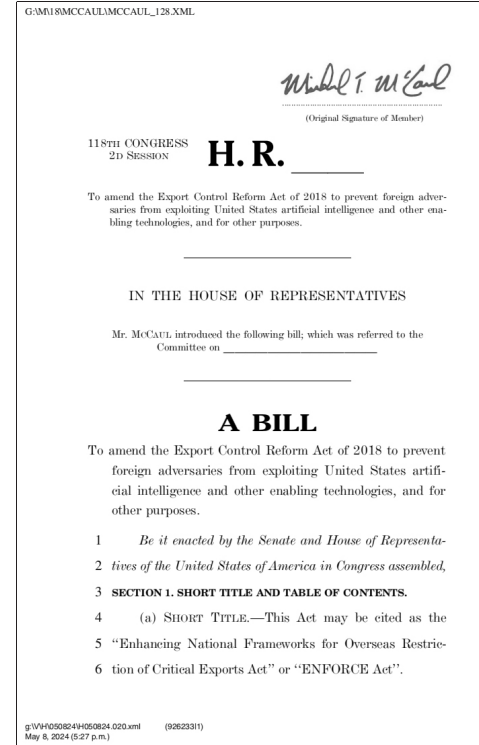 G:\M\18\MCCAUL\MCCAUL_128.XML
Michael T. McCaul
(Original Signature of Member)
118TH CONGRESS
2D SESSION
H. R. ________
To amend the Export Control Reform Act of 2018 to prevent foreign adver-
saries from exploiting United States artificial intelligence and other ena-
bling technologies, and for other purposes.
IN THE HOUSE OF REPRESENTATIVES
Mr. MCCAUL introduced the following bill; which was referred to the
Committee on ________________________
A BILL
To amend the Export Control Reform Act of 2018 to prevent
foreign adversaries from exploiting United States artifi-
cial intelligence and other enabling technologies, and for
other purposes.
1 Be it enacted by the Senate and House of Representa-
2 tives of the United States of America in Congress assembled,
3 SECTION 1. SHORT TITLE AND TABLE OF CONTENTS.
4 (a) SHORT TITLE.—This Act may be cited as the
5 ‘‘Enhancing National Frameworks for Overseas Restric-
6 tion of Critical Exports Act’’ or ‘‘ENFORCE Act’’.
g:\V\H\050824\H050824.020.xml (926233|1)
May 8, 2024 (5:27 p.m.)